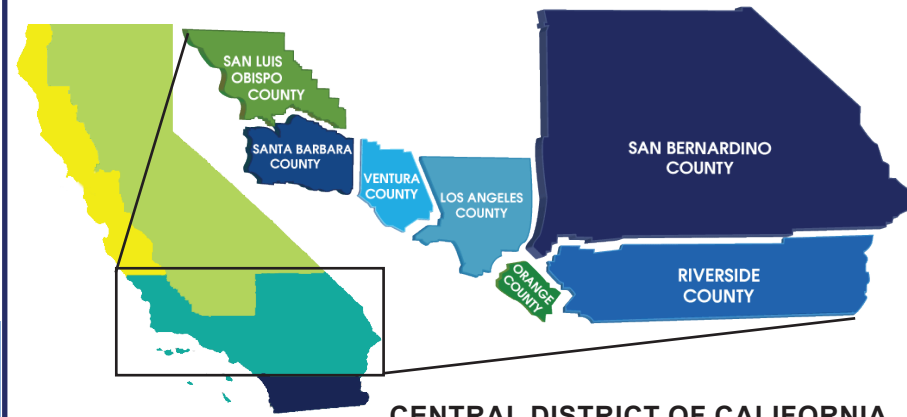 SAN LUIS
OBISPO
COUNTY
SANTA BARBARA
COUNTY
VENTURA
COUNTY
LOS ANGELES
COUNTY
ORANGE
COUNTY
SAN BERNARDINO
COUNTY
RIVERSIDE
COUNTY
CENTRAL DISTRICT OF CALIFORNIA